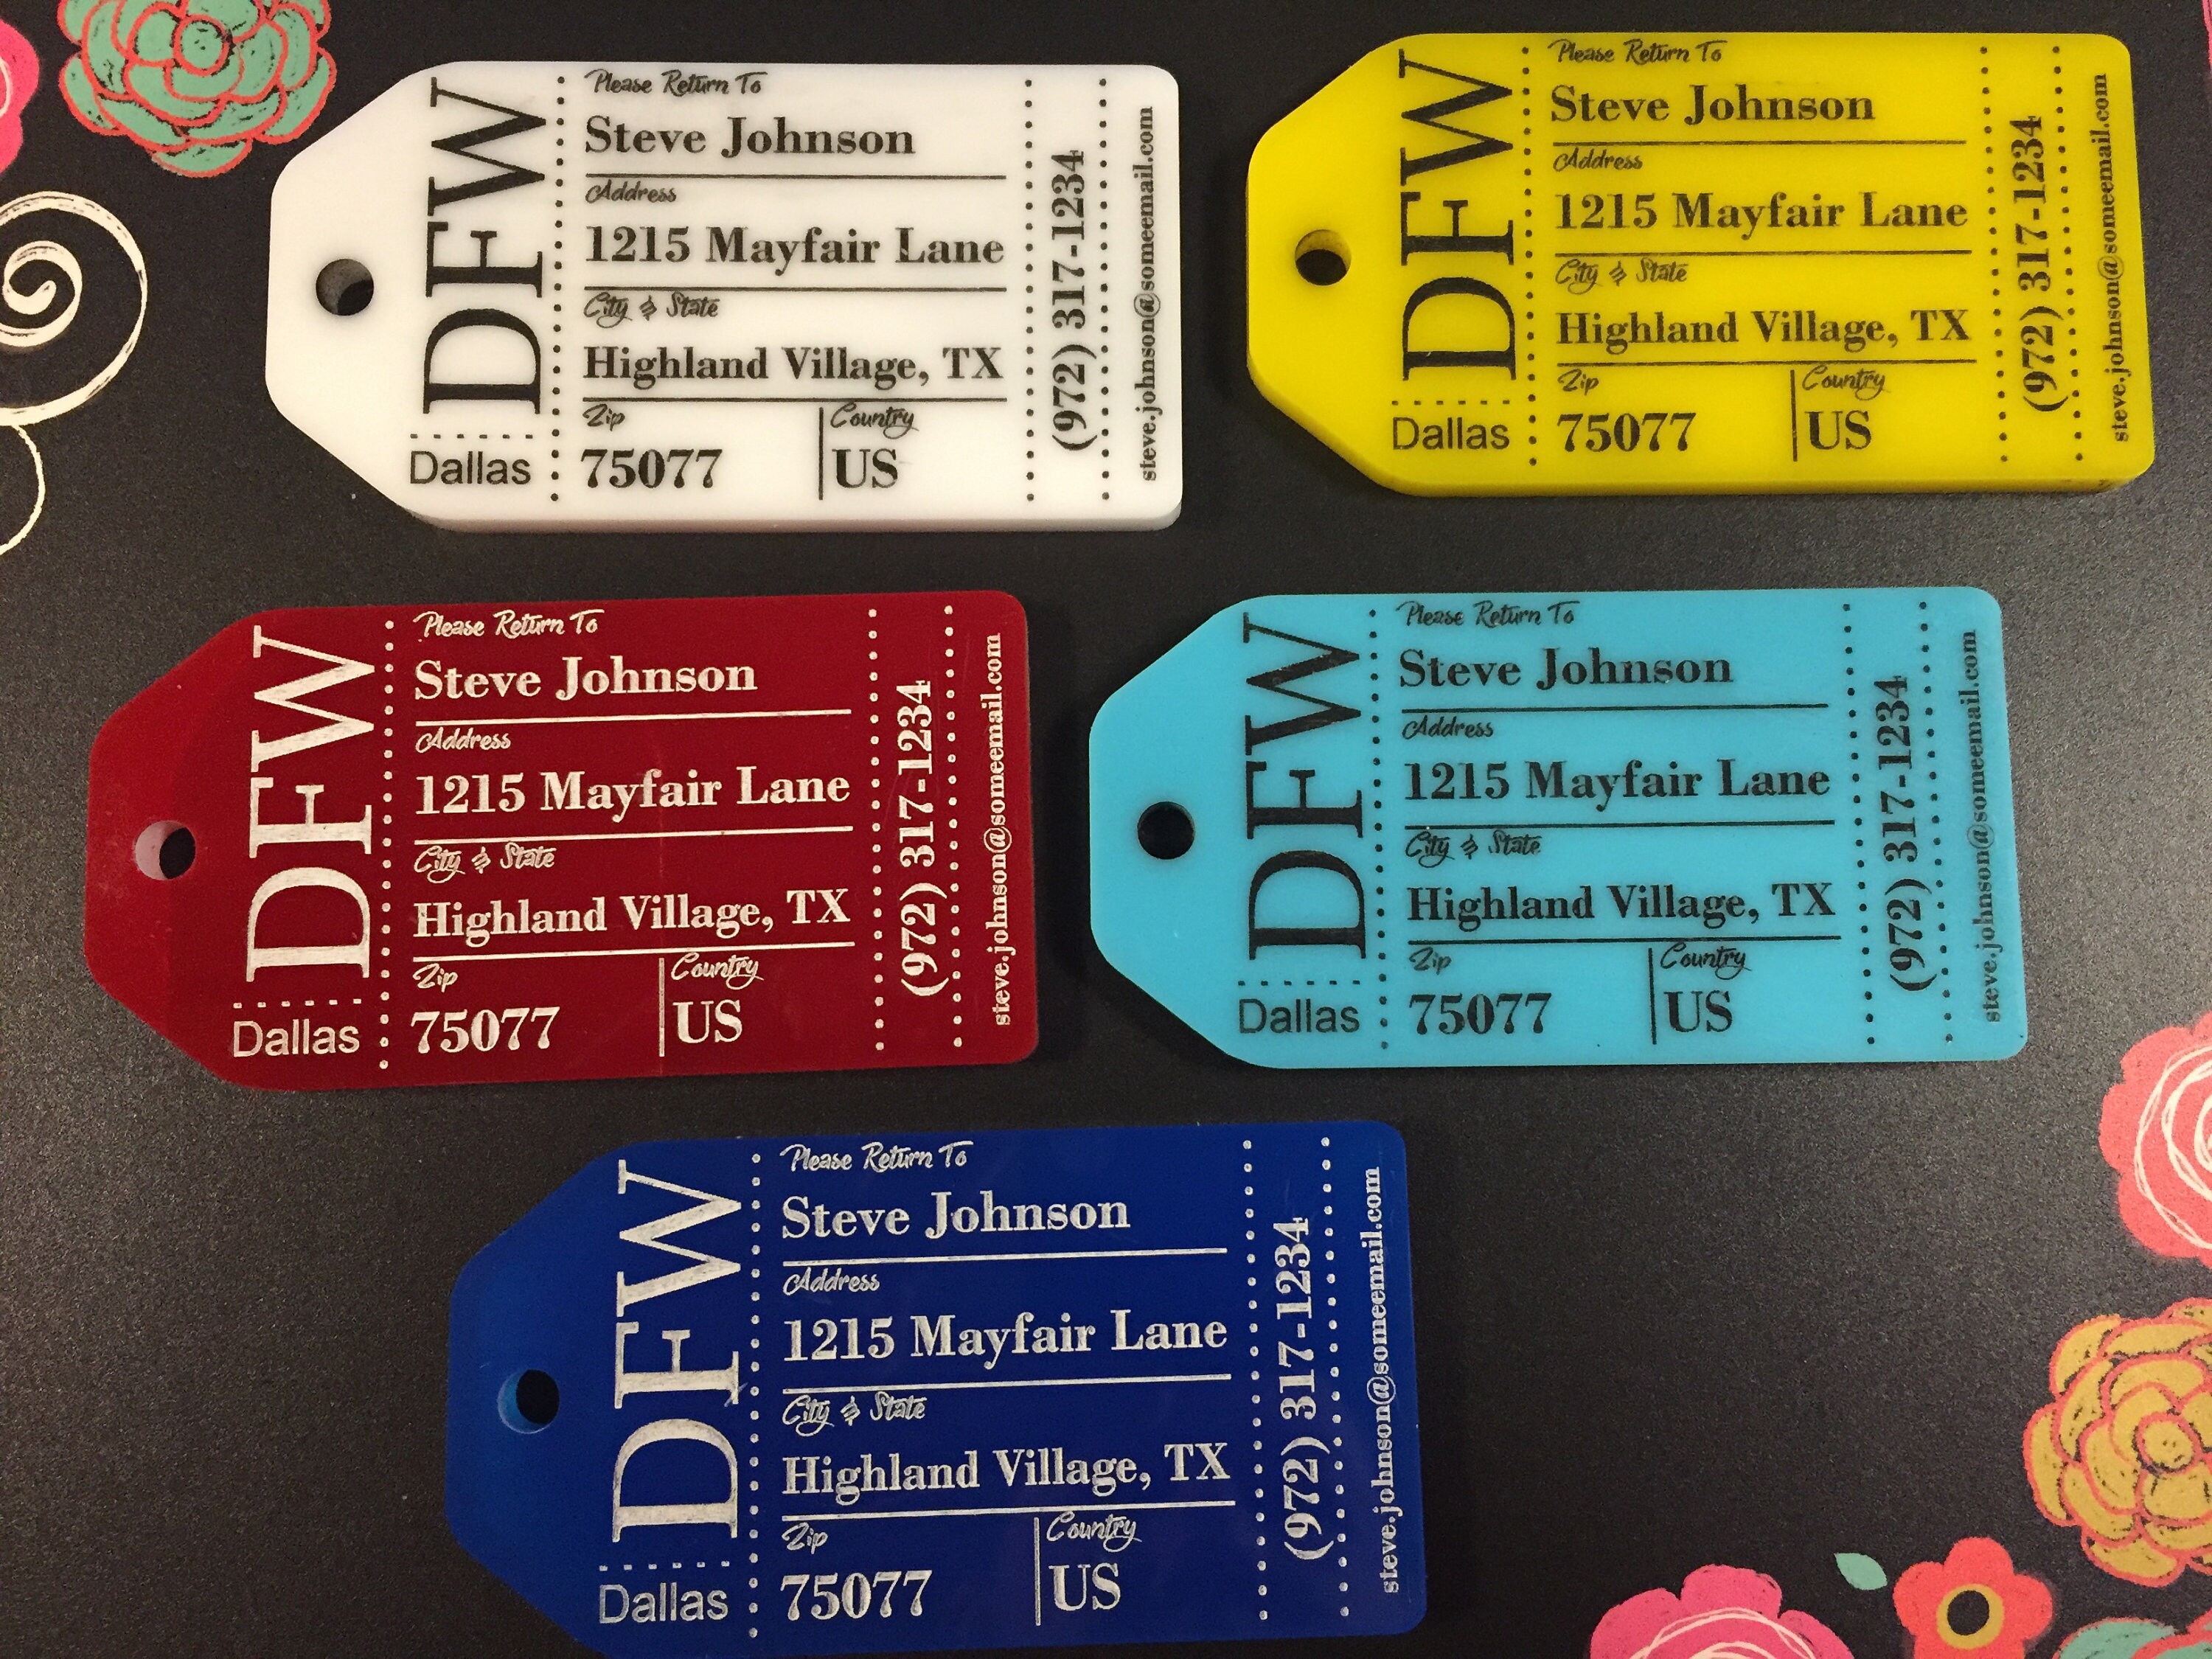 DFW
Dallas
Please Return To
Steve Johnson
Address
1215 Mayfair Lane
City & State
Highland Village, TX
Zip
75077
Country
US
(972) 317-1234
steve.johnson@someemail.com
DFW
Dallas
Please Return To
Steve Johnson
Address
1215 Mayfair Lane
City & State
Highland Village, TX
Zip
75077
Country
US
(972) 317-1234
steve.johnson@someemail.com
DFW
Dallas
Please Return To
Steve Johnson
Address
1215 Mayfair Lane
City & State
Highland Village, TX
Zip
75077
Country
US
(972) 317-1234
steve.johnson@someemail.com
DFW
Dallas
Please Return To
Steve Johnson
Address
1215 Mayfair Lane
City & State
Highland Village, TX
Zip
75077
Country
US
(972) 317-1234
steve.johnson@someemail.com
DFW
Dallas
Please Return To
Steve Johnson
Address
1215 Mayfair Lane
City & State
Highland Village, TX
Zip
75077
Country
US
(972) 317-1234
steve.johnson@someemail.com